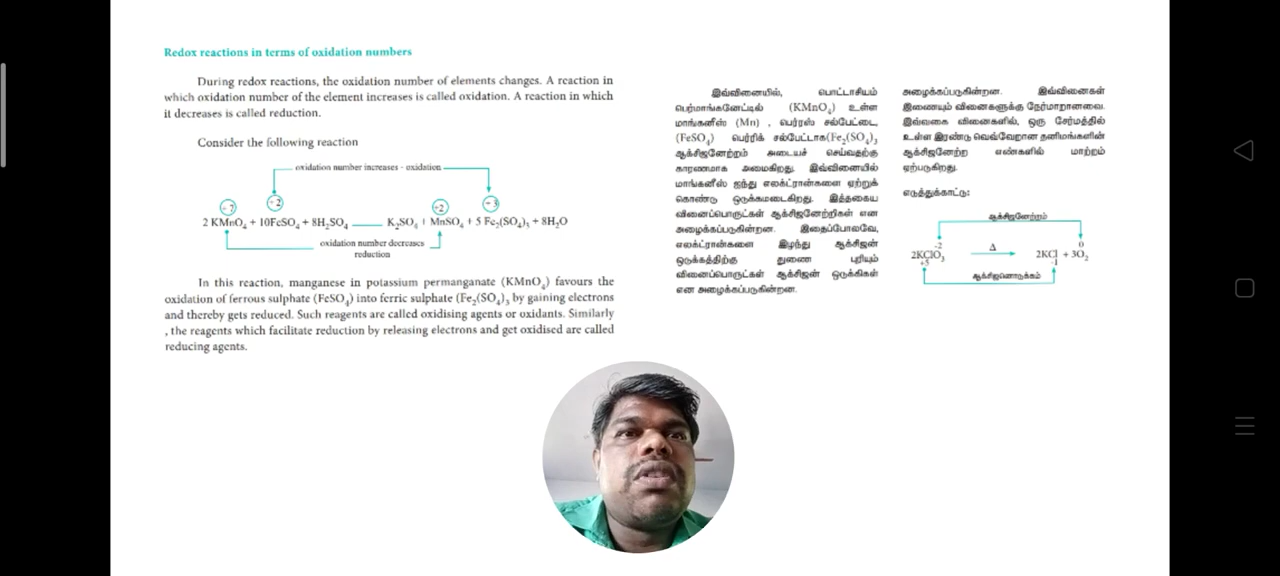 Redox reactions in terms of oxidation numbers
During redox reactions, the oxidation number of elements changes. A reaction in
which oxidation number of the element increases is called oxidation. A reaction in which
it decreases is called reduction.
Consider the following reaction
oxidation number increases - oxidation
+7 +2 +2 +3
2 KMnO₄ + 10FeSO₄ + 8H₂SO₄ —— K₂SO₄ + MnSO₄ + 5 Fe₂(SO₄)₃ + 8H₂O
oxidation number decreases
reduction
In this reaction, manganese in potassium permanganate (KMnO₄) favours the
oxidation of ferrous sulphate (FeSO₄) into ferric sulphate (Fe₂(SO₄)₃ by gaining electrons
and thereby gets reduced. Such reagents are called oxidising agents or oxidants. Similarly
, the reagents which facilitate reduction by releasing electrons and get oxidised are called
reducing agents.
இவ்வினையில், பொட்டாசியம்
பெர்மாங்கனேட்டில் (KMnO₄) உள்ள
மாங்கனீஸ் (Mn) , பெர்ரஸ் சல்பேட்டை,
(FeSO₄) பெர்ரிக் சல்பேட்டாக(Fe₂(SO₄)₃
ஆக்சிஜனேற்றம் அடையச் செய்வதற்கு
காரணமாக அமைகிறது. இவ்வினையில்
மாங்கனீஸ் ஐந்து எலக்ட்ரான்களை ஏற்றுக்
கொண்டு ஒடுக்கமடைகிறது. இத்தகைய
வினைப்பொருட்கள் ஆக்சிஜனேற்றிகள் என
அழைக்கப்படுகின்றன. இதைப்போலவே,
எலக்ட்ரான்களை இழந்து ஆக்சிஜன்
ஒடுக்கத்திற்கு துணை புரியும்
வினைப்பொருட்கள் ஆக்சிஜன் ஒடுக்கிகள்
என அழைக்கப்படுகின்றன.
அழைக்கப்படுகின்றன. இவ்வினைகள்
இணையும் வினைகளுக்கு நேர்மாறானவை.
இவ்வகை வினைகளில், ஒரு சேர்மத்தில்
உள்ள இரண்டு வெவ்வேறான தனிமங்களின்
ஆக்சிஜனேற்ற எண்களில் மாற்றம்
ஏற்படுகிறது.
எடுத்துக்காட்டு:
ஆக்சிஜனேற்றம்
-2 Δ 0
2KClO₃ ⟶ 2KCl + 3O₂
+5 -1
ஆக்சிஜனொடுக்கம்